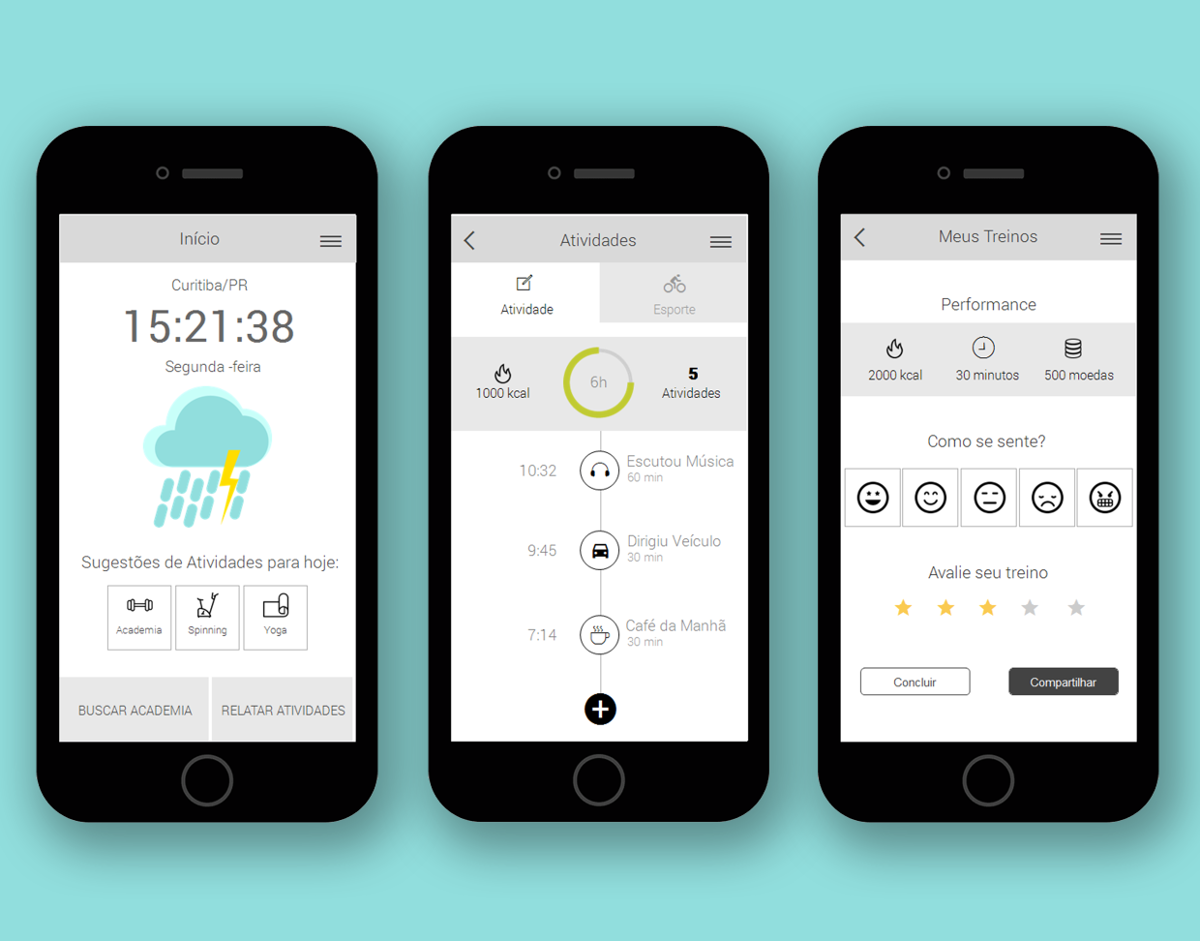 Início
Curitiba/PR
15:21:38
Segunda -feira
Sugestões de Atividades para hoje:
Academia
Spinning
Yoga
BUSCAR ACADEMIA
RELATAR ATIVIDADES
Atividades
Atividade
Esporte
1000 kcal
6h
5
Atividades
10:32
Escutou Música
60 min
9:45
Dirigiu Veículo
30 min
7:14
Café da Manhã
30 min
Meus Treinos
Performance
2000 kcal
30 minutos
500 moedas
Como se sente?
Avalie seu treino
Concluir
Compartilhar